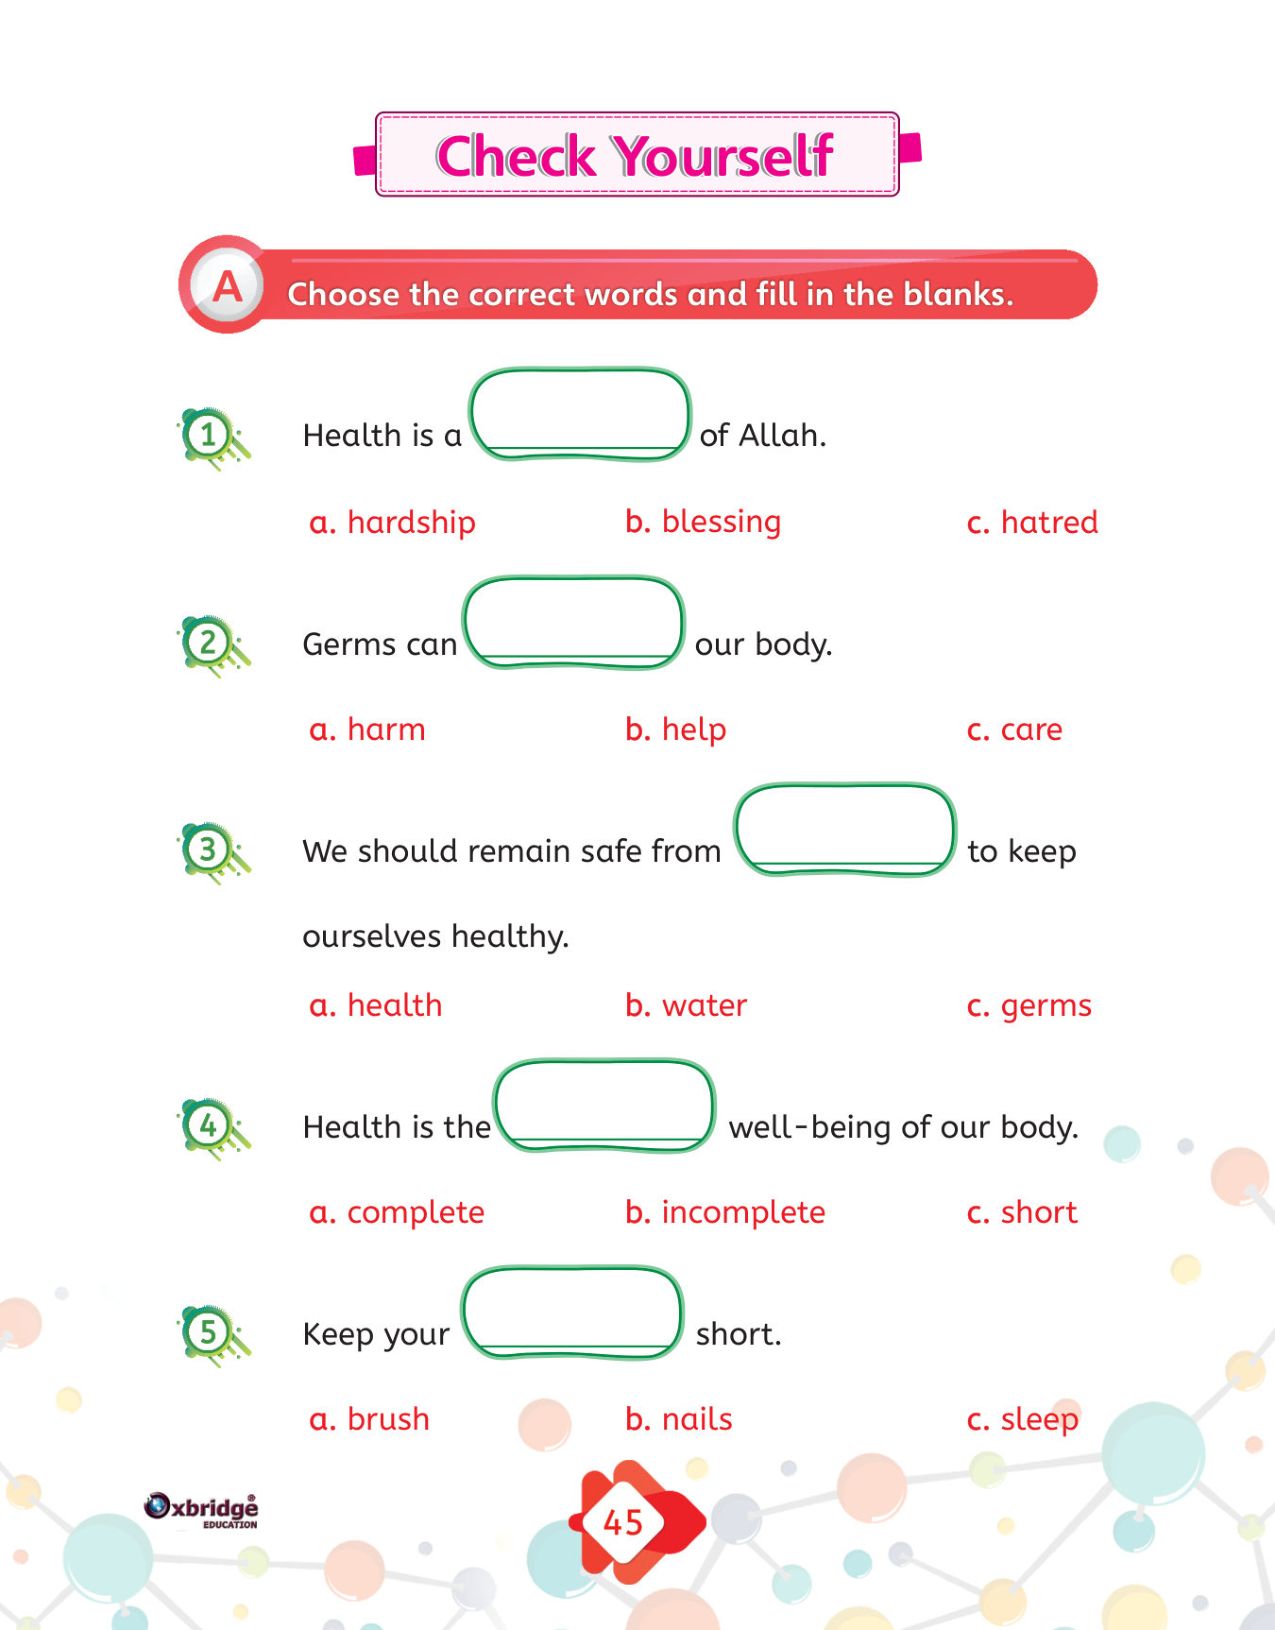 Check Yourself
A Choose the correct words and fill in the blanks.
1 Health is a of Allah.
a. hardship b. blessing c. hatred
2 Germs can our body.
a. harm b. help c. care
3 We should remain safe from to keep
ourselves healthy.
a. health b. water c. germs
4 Health is the well-being of our body.
a. complete b. incomplete c. short
5 Keep your short.
a. brush b. nails c. sleep
Oxbridge®
EDUCATION
45